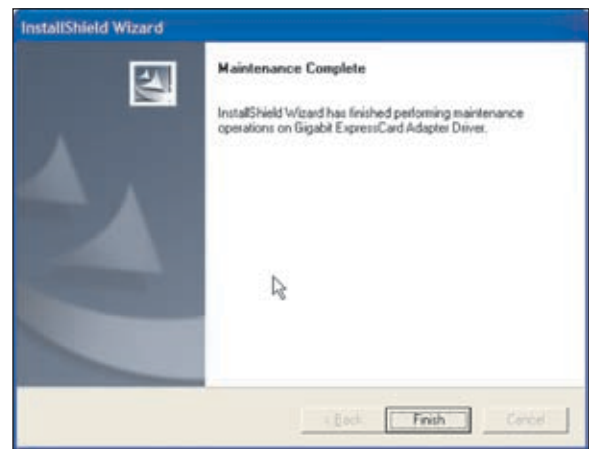 InstallShield Wizard
Maintenance Complete
InstallShield Wizard has finished performing maintenance
operations on Gigabit ExpressCard Adapter Driver.
< Back
Finish
Cancel